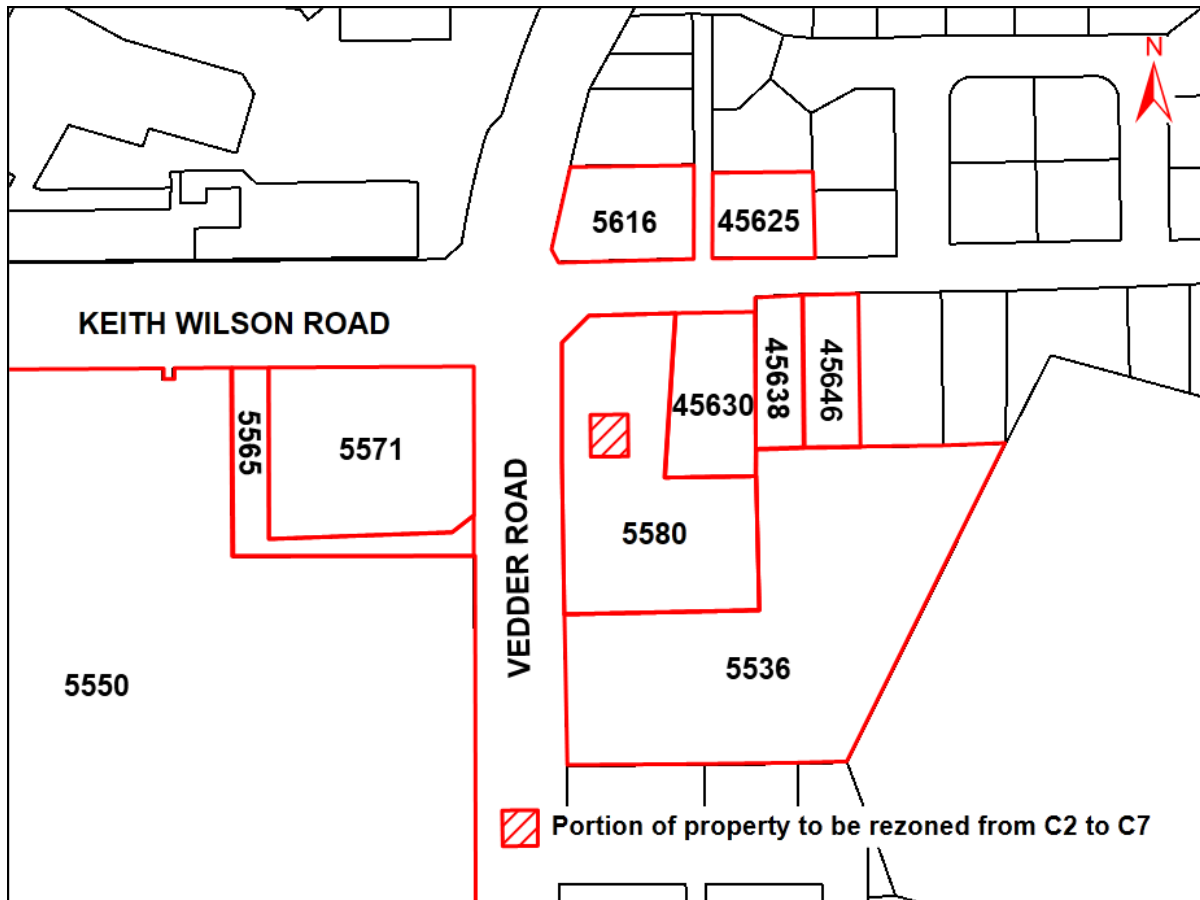 N
5616
45625
KEITH WILSON ROAD
45638
45646
45630
5565
5571
VEDDER ROAD
5580
5536
5550
Portion of property to be rezoned from C2 to C7